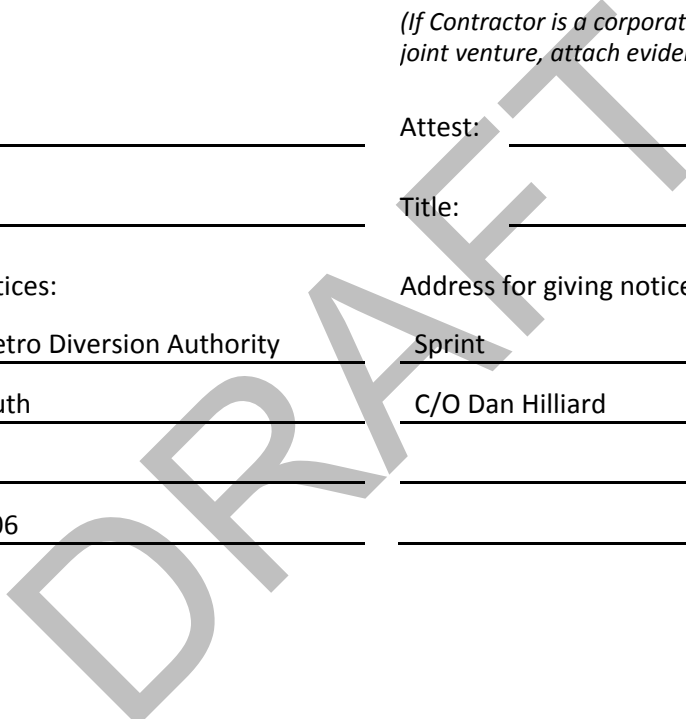 (If Contractor is a corporat
joint venture, attach evide
Attest:
Title:
tices:
Address for giving notice
etro Diversion Authority
Sprint
uth
C/O Dan Hilliard
06
DRAFT